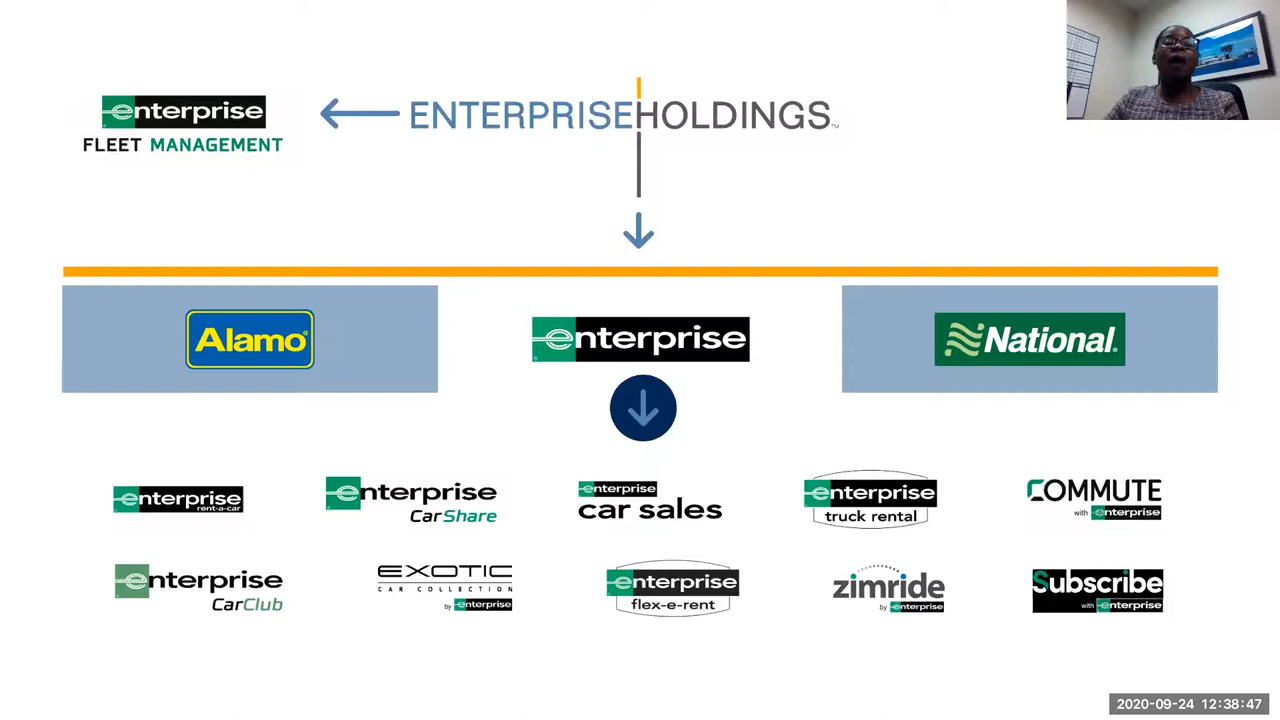 enterprise
FLEET MANAGEMENT
ENTERPRISEHOLDINGS™
Alamo®
enterprise
National®
enterprise
rent-a-car
enterprise
CarShare
enterprise
car sales
enterprise
truck rental
COMMUTE
with enterprise
enterprise
CarClub
EXOTIC
CAR COLLECTION
by enterprise
enterprise
flex-e-rent
zimride
by enterprise
Subscribe
with enterprise
2020-09-24 12:38:47